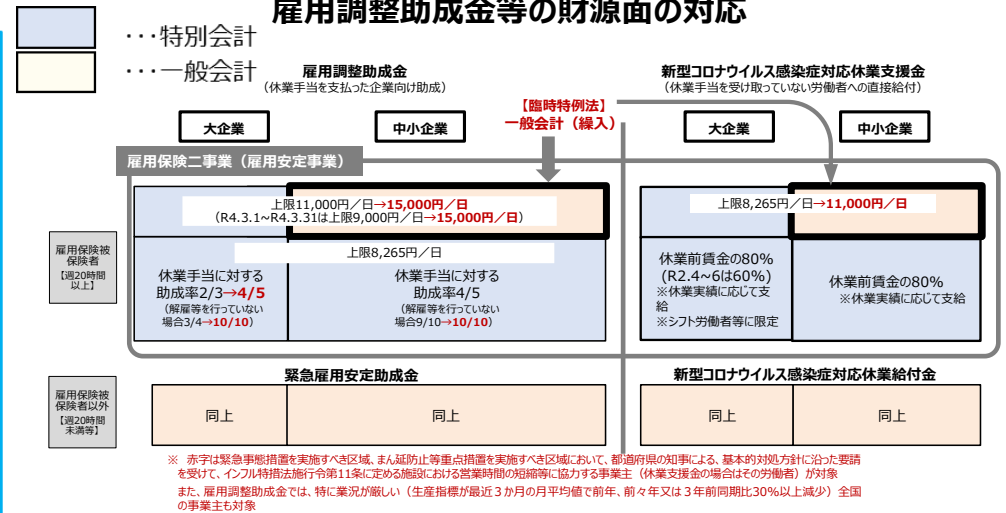 雇用調整助成金等の財源面の対応
･･･特別会計
･･･一般会計
雇用調整助成金
（休業手当を支払った企業向け助成）
新型コロナウイルス感染症対応休業支援金
（休業手当を受け取っていない労働者への直接給付）
【臨時特例法】
一般会計（繰入）
大企業
中小企業
大企業
中小企業
雇用保険二事業（雇用安定事業）
上限11,000円／日→15,000円／日
（R4.3.1~R4.3.31は上限9,000円／日→15,000円／日）
上限8,265円／日→11,000円／日
雇用保険被
保険者
【週20時間
以上】
上限8,265円／日
休業手当に対する
助成率2/3→4/5
（解雇等を行っていない
場合3/4→10/10）
休業手当に対する
助成率4/5
（解雇等を行っていない
場合9/10→10/10）
休業前賃金の80%
(R2.4~6は60%)
※休業実績に応じて支
給
※シフト労働者等に限定
休業前賃金の80%
※休業実績に応じて支給
緊急雇用安定助成金
新型コロナウイルス感染症対応休業給付金
雇用保険被
保険者以外
【週20時間
未満等】
同上
同上
同上
同上
※ 赤字は緊急事態措置を実施すべき区域、まん延防止等重点措置を実施すべき区域において、都道府県の知事による、基本的対処方針に沿った要請
を受けて、インフル特措法施行令第11条に定める施設における営業時間の短縮等に協力する事業主（休業支援金の場合はその労働者）が対象
また、雇用調整助成金では、特に業況が厳しい（生産指標が最近３か月の月平均値で前年、前々年又は３年前同期比30%以上減少）全国
の事業主も対象